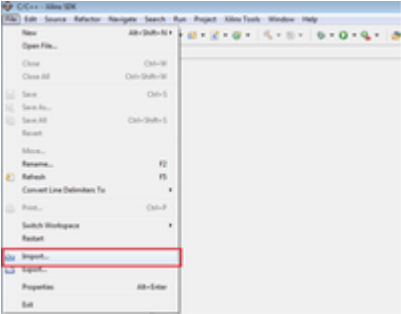 C/C++ - Xilinx SDK
File Edit Source Refactor Navigate Search Run Project Xilinx Tools Window Help
New Alt+Shift+N
Open File...
Close Ctrl+W
Close All Ctrl+Shift+W
Save Ctrl+S
Save As...
Save All Ctrl+Shift+S
Revert
Move...
Rename... F2
Refresh F5
Convert Line Delimiters To
Print... Ctrl+P
Switch Workspace
Restart
Import...
Export...
Properties Alt+Enter
Exit